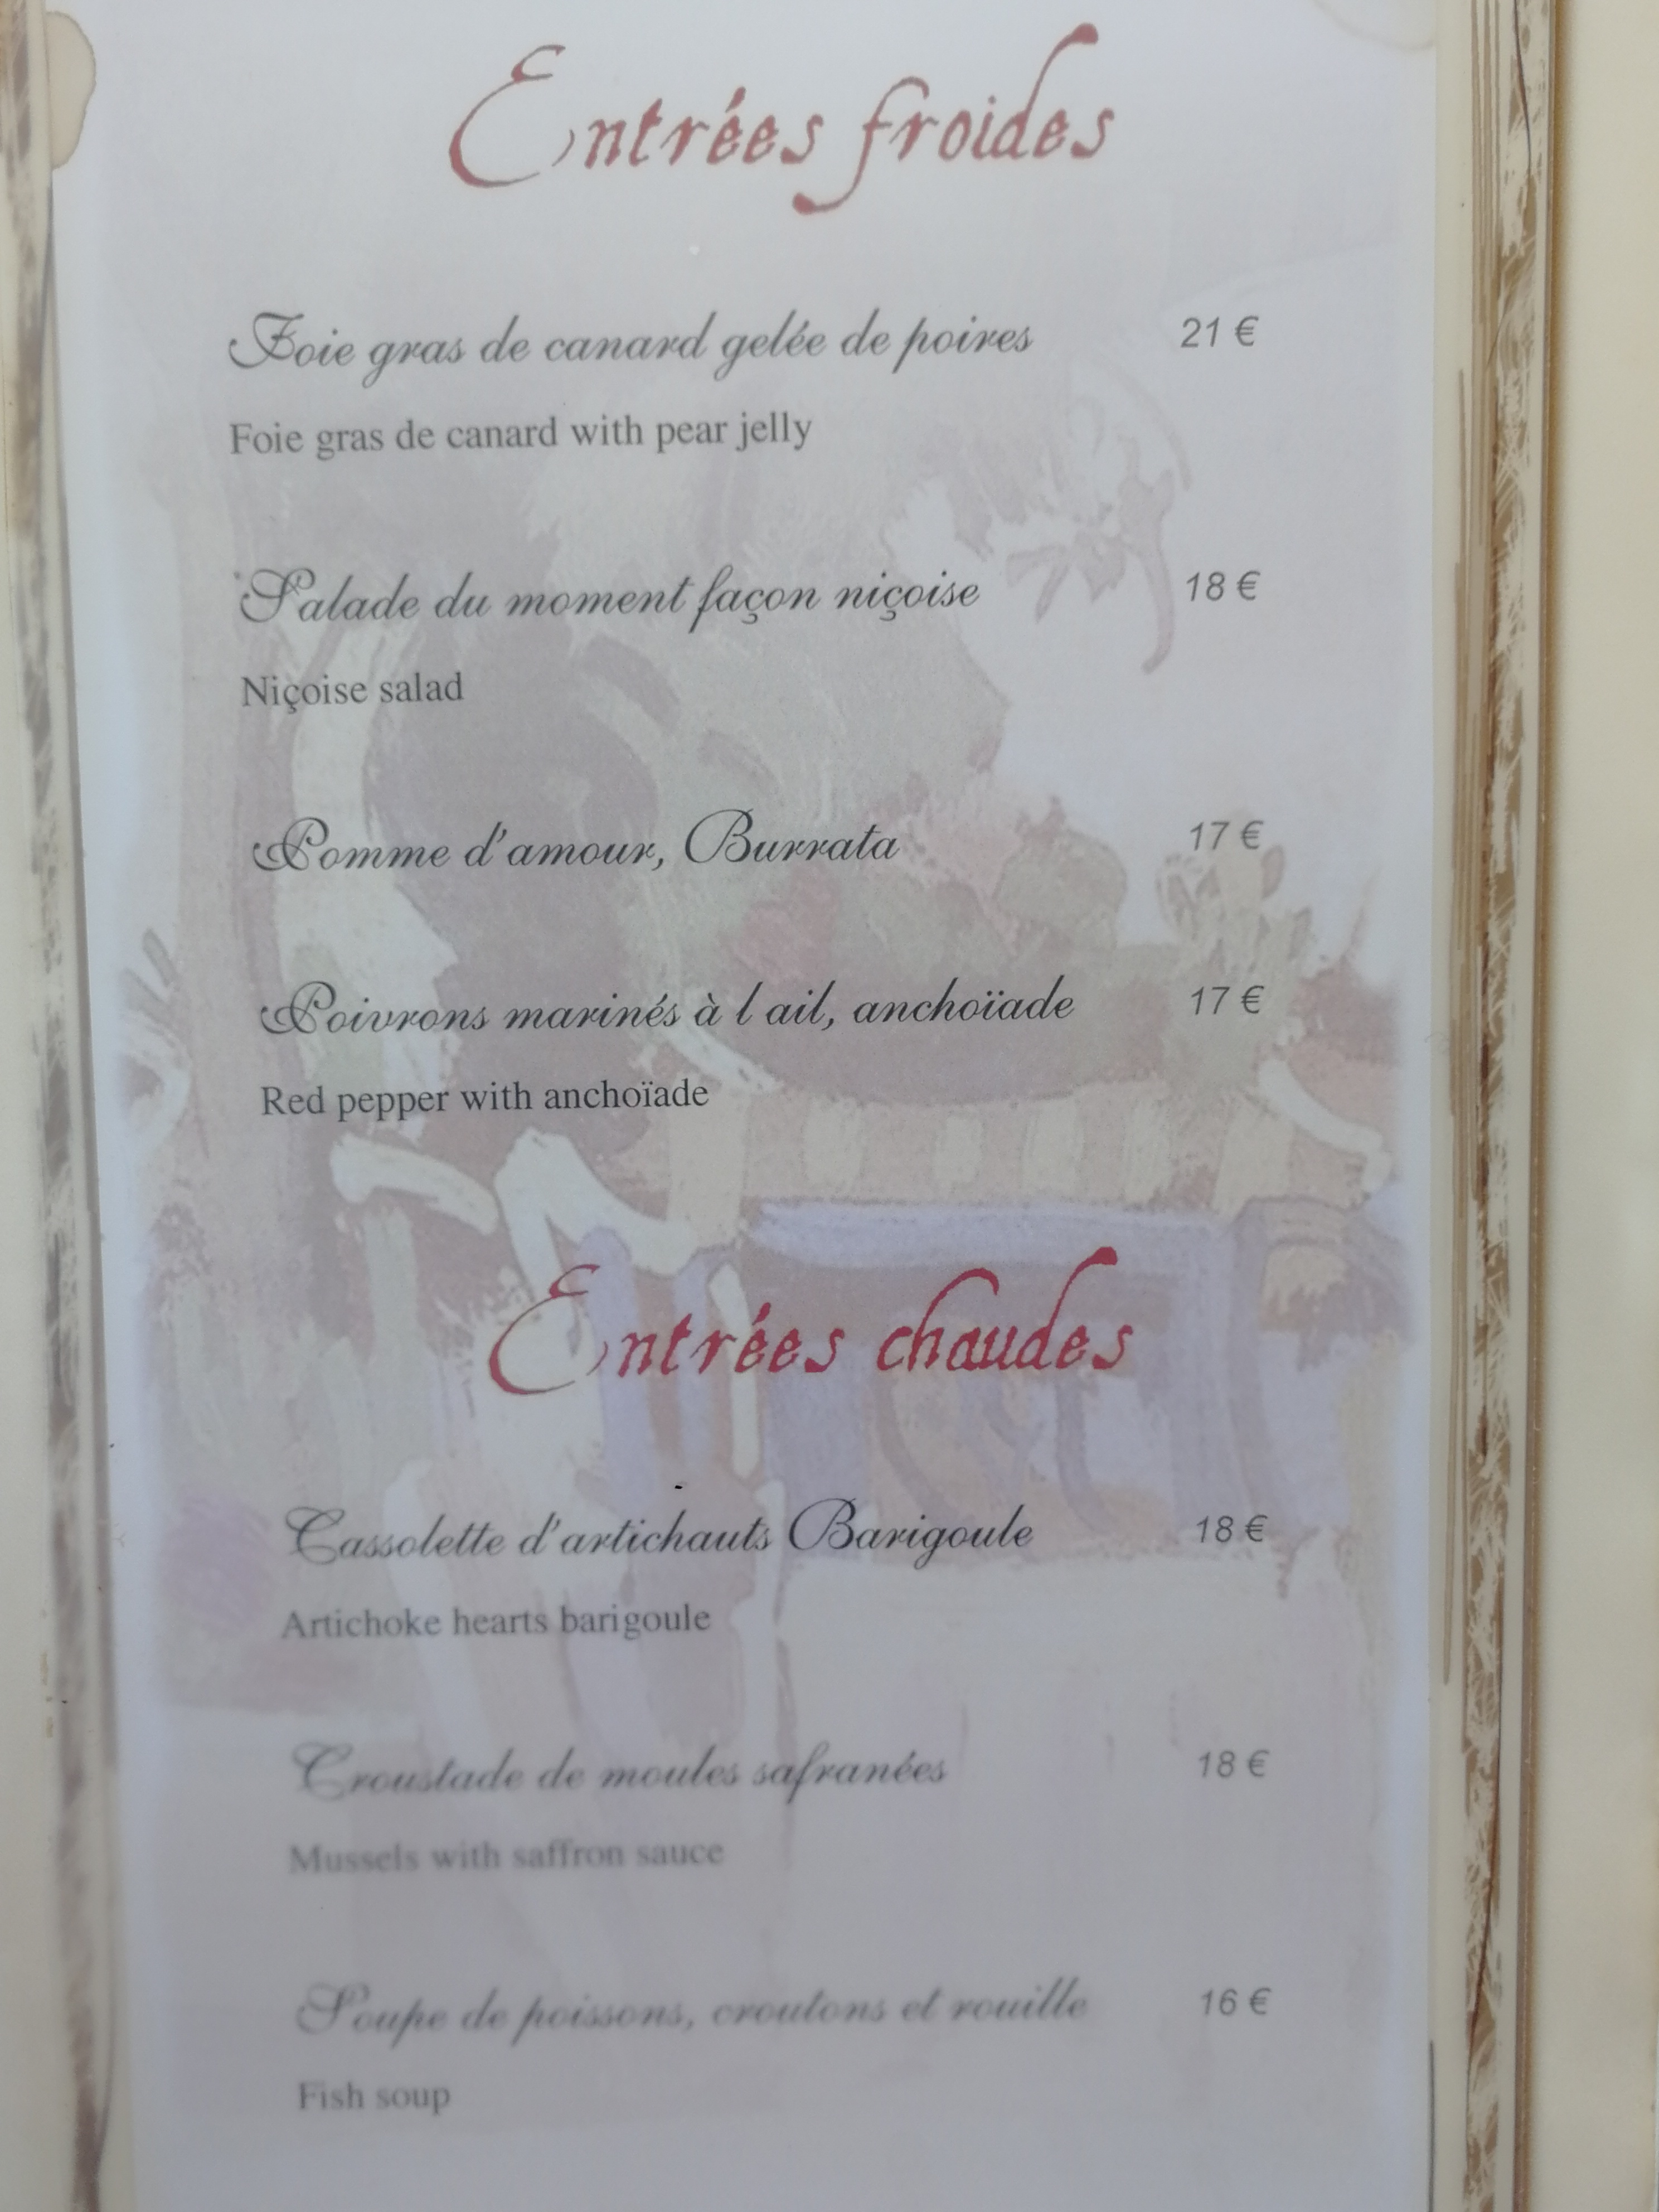 Entrées froides
Foie gras de canard gelée de poires 21 €
Foie gras de canard with pear jelly
Salade du moment façon niçoise 18 €
Niçoise salad
Pomme d'amour, Burrata 17 €
Poivrons marinés à l ail, anchoïade 17 €
Red pepper with anchoïade
Entrées chaudes
Cassolette d'artichauts Barigoule 18 €
Artichoke hearts barigoule
Croustade de moules safranées 18 €
Mussels with saffron sauce
Soupe de poissons, croutons et rouille 16 €
Fish soup